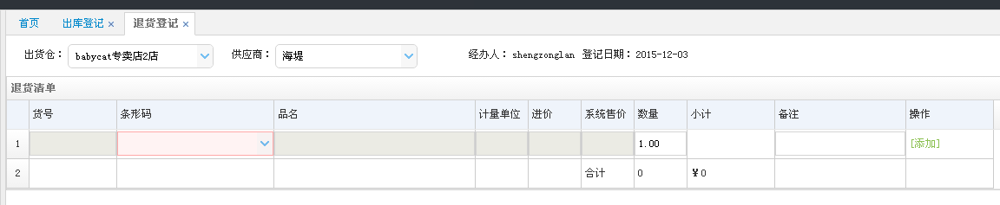 首页 出库登记 × 退货登记 ×
出货仓： babycat专卖店2店 供应商： 海堤 经办人： shengzonglan 登记日期： 2015-12-03
退货清单
货号 条形码 品名 计量单位 进价 系统售价 数量 小计 备注 操作
1 1.00 [添加]
2 合计 0 ￥0